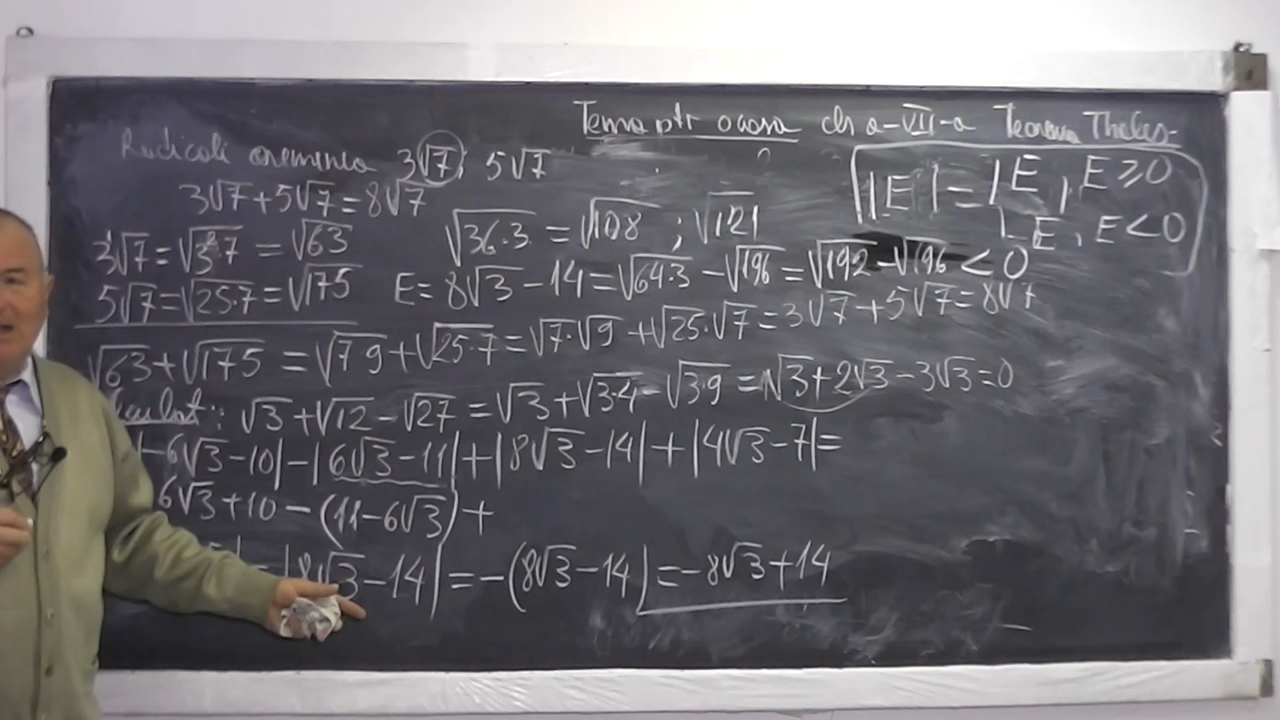 Tema ptr acasa cls a-VII-a Teorema Thales
Radicali asemenea 3√7; 5√7
|E| = {E, E≥0
-E, E<0
3√7+5√7=8√7
3√7=√3²·7 =√63
√36·3 =√108 ; √121
5√7=√25·7=√175
E= 8√3-14=√64·3 -√196=√192-√196 <0
√63+√175 =√7·9+√25·7=√7·√9 +√25·√7=3√7+5√7=8√7
√3+√12-√27 =√3+√3·4-√3·9 =√3+2√3-3√3=0
|-6√3-10|-|6√3-11|+|8√3-14|+|4√3-7|=
6√3+10-(11-6√3)+
|8√3-14|=-(8√3-14)=-8√3+14